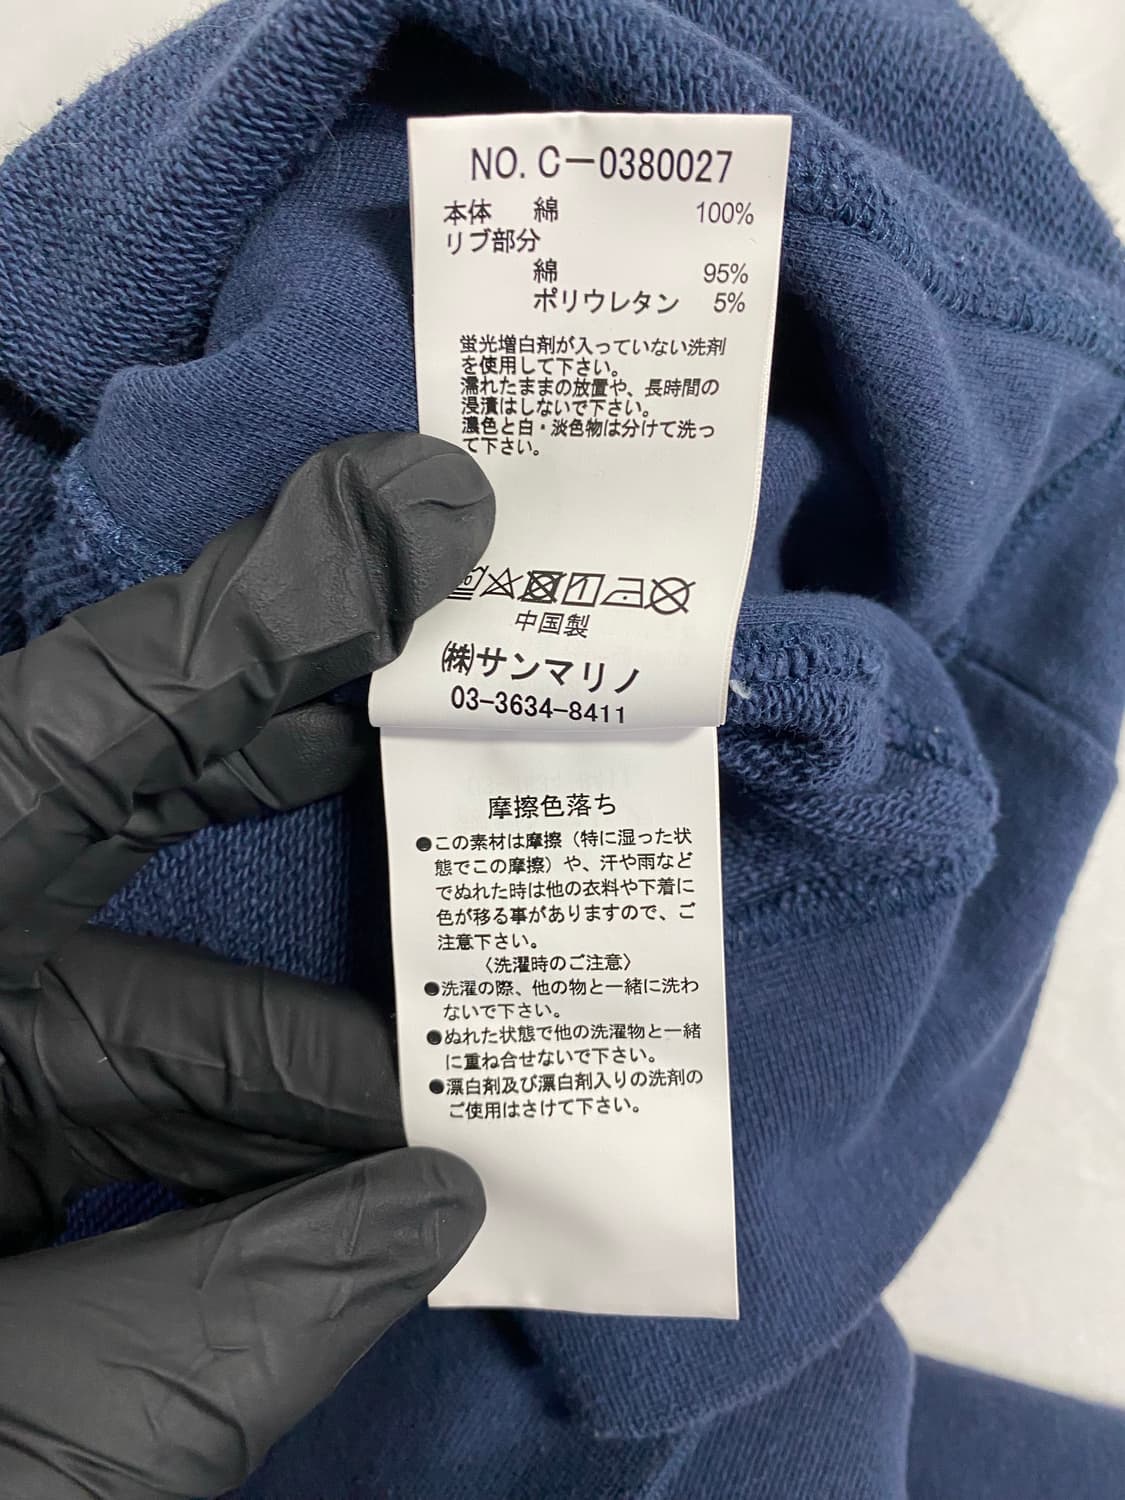 NO. C-0380027
本体 綿 100%
リブ部分
綿 95%
ポリウレタン 5%
蛍光増白剤が入っていない洗剤
を使用して下さい。
濡れたままの放置や、長時間の
浸漬はしないで下さい。
濃色と白・淡色物は分けて洗っ
て下さい。
中国製
㈱サンマリノ
03-3634-8411
摩擦色落ち
●この素材は摩擦（特に湿った状
態でこの摩擦）や、汗や雨など
でぬれた時は他の衣料や下着に
色が移る事がありますので、ご
注意下さい。
〈洗濯時のご注意〉
●洗濯の際、他の物と一緒に洗わ
ないで下さい。
●ぬれた状態で他の洗濯物と一緒
に重ね合せないで下さい。
●漂白剤及び漂白剤入りの洗剤の
ご使用はさけて下さい。